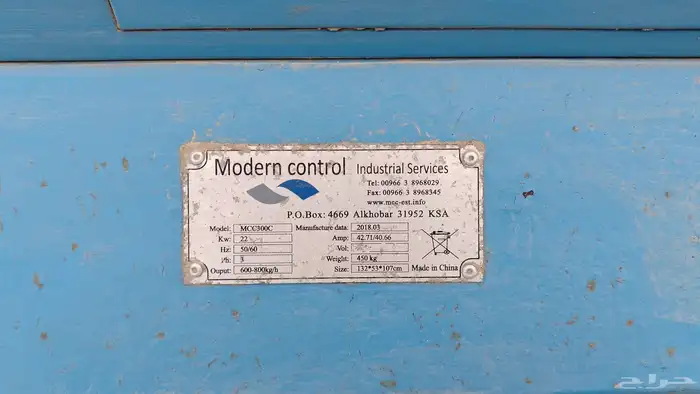 Modern control Industrial Services
Tel: 00966 3 8968029
Fax: 00966 3 8968345
www.mcc-est.info
P.O.Box: 4669 Alkhobar 31952 KSA
Model: MCC300C Manufacture data: 2018.03
Kw: 22 Amp: 42.71/40.66
Hz: 50/60 Vol:
Ph: 3 Weight: 450 kg
Ouput: 600-800kg/h Size: 132*53*107cm Made in China
حراج